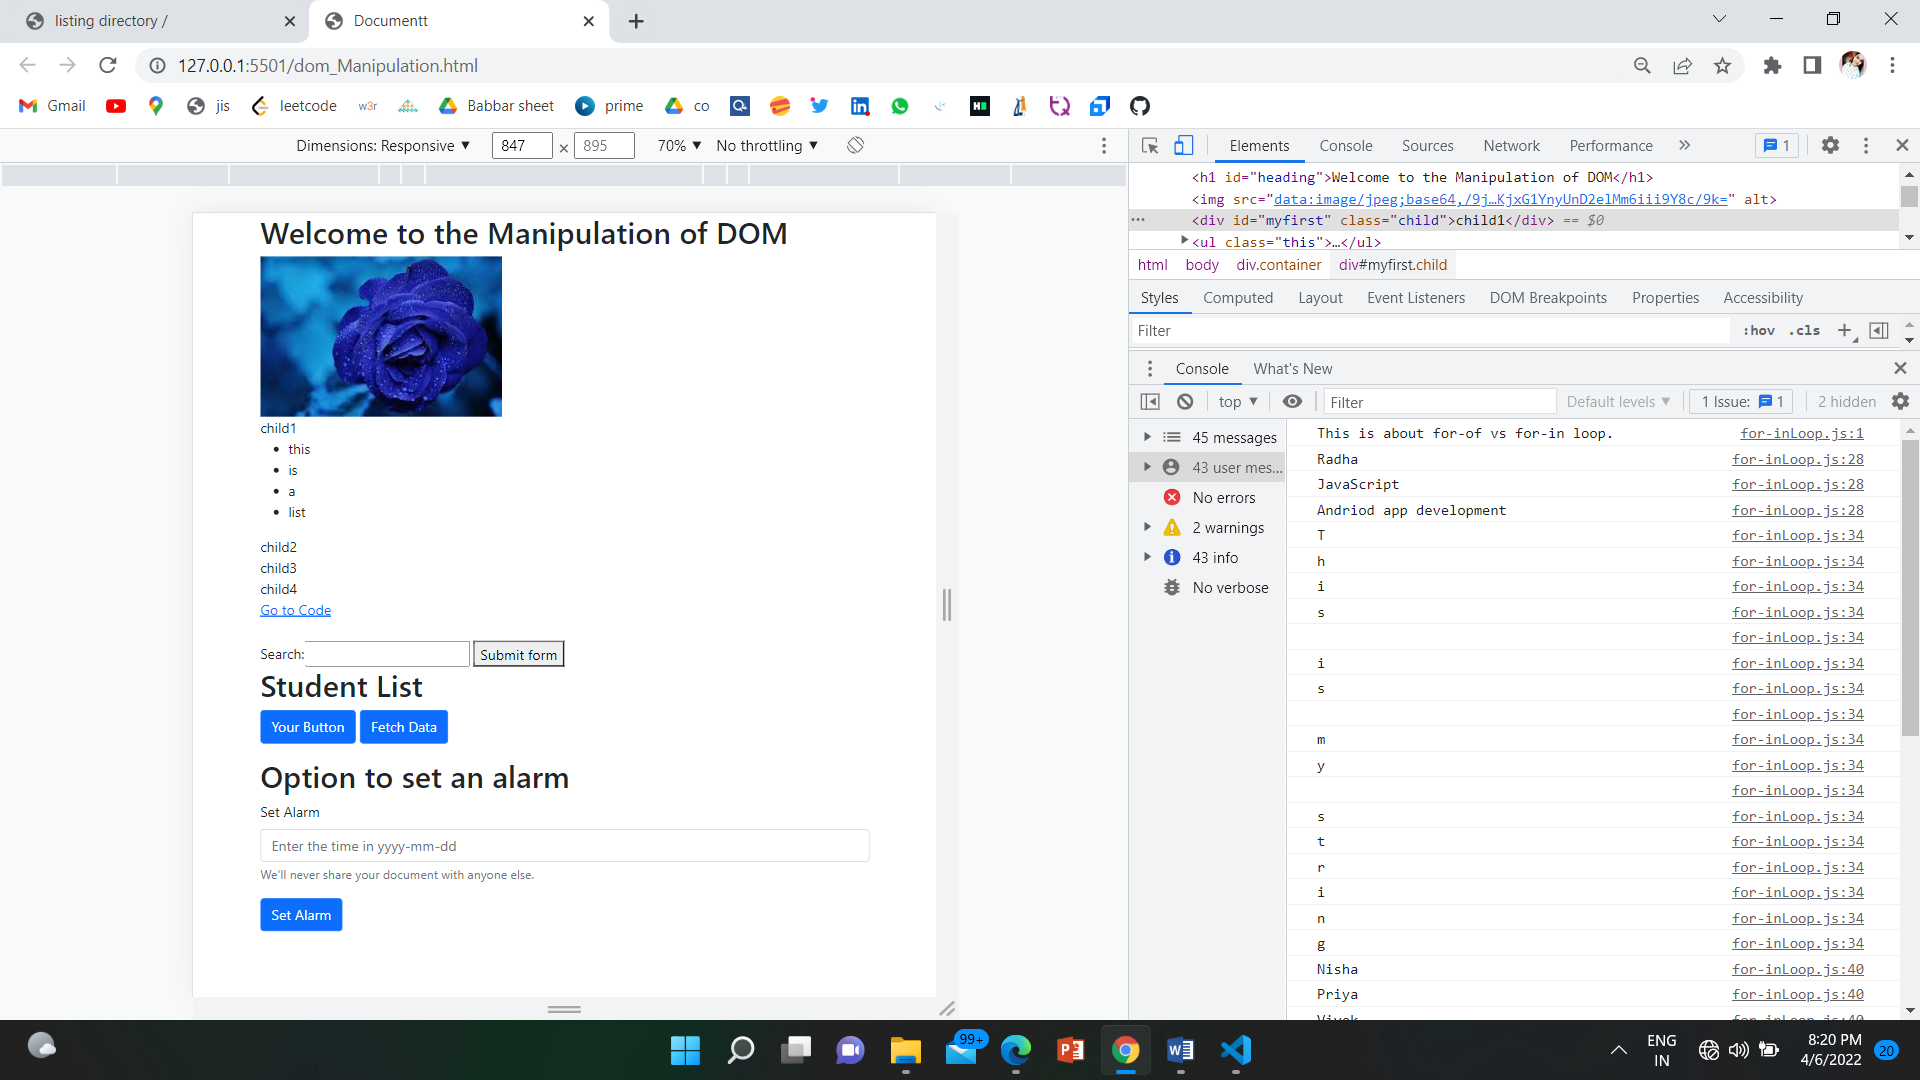 listing directory /
Documentt
127.0.0.1:5501/dom_Manipulation.html
Gmail
jis
leetcode
w3r
Babbar sheet
prime
co
Dimensions: Responsive ▼
847 × 895
70% ▼
No throttling ▼
Elements
Console
Sources
Network
Performance
»
1
<h1 id="heading">Welcome to the Manipulation of DOM</h1>
<img src="data:image/jpeg;base64,/9j…KjxG1YnyUnD2elMm6iii9Y8c/9k=" alt>
<div id="myfirst" class="child">child1</div> == $0
<ul class="this">…</ul>
html body div.container div#myfirst.child
Styles
Computed
Layout
Event Listeners
DOM Breakpoints
Properties
Accessibility
Filter
:hov .cls +
Console
What's New
top ▼
Filter
Default levels ▼
1 Issue: 1
2 hidden
45 messages
43 user mes...
No errors
2 warnings
43 info
No verbose
This is about for-of vs for-in loop. for-inLoop.js:1
Radha for-inLoop.js:28
JavaScript for-inLoop.js:28
Andriod app development for-inLoop.js:28
T for-inLoop.js:34
h for-inLoop.js:34
i for-inLoop.js:34
s for-inLoop.js:34
for-inLoop.js:34
i for-inLoop.js:34
s for-inLoop.js:34
for-inLoop.js:34
m for-inLoop.js:34
y for-inLoop.js:34
for-inLoop.js:34
s for-inLoop.js:34
t for-inLoop.js:34
r for-inLoop.js:34
i for-inLoop.js:34
n for-inLoop.js:34
g for-inLoop.js:34
Nisha for-inLoop.js:40
Priya for-inLoop.js:40
Vivek for-inLoop.js:40
Welcome to the Manipulation of DOM
child1
• this
• is
• a
• list
child2
child3
child4
Go to Code
Search: Submit form
Student List
Your Button Fetch Data
Option to set an alarm
Set Alarm
Enter the time in yyyy-mm-dd
We'll never share your document with anyone else.
Set Alarm
99+
ENG
IN
8:20 PM
4/6/2022
20